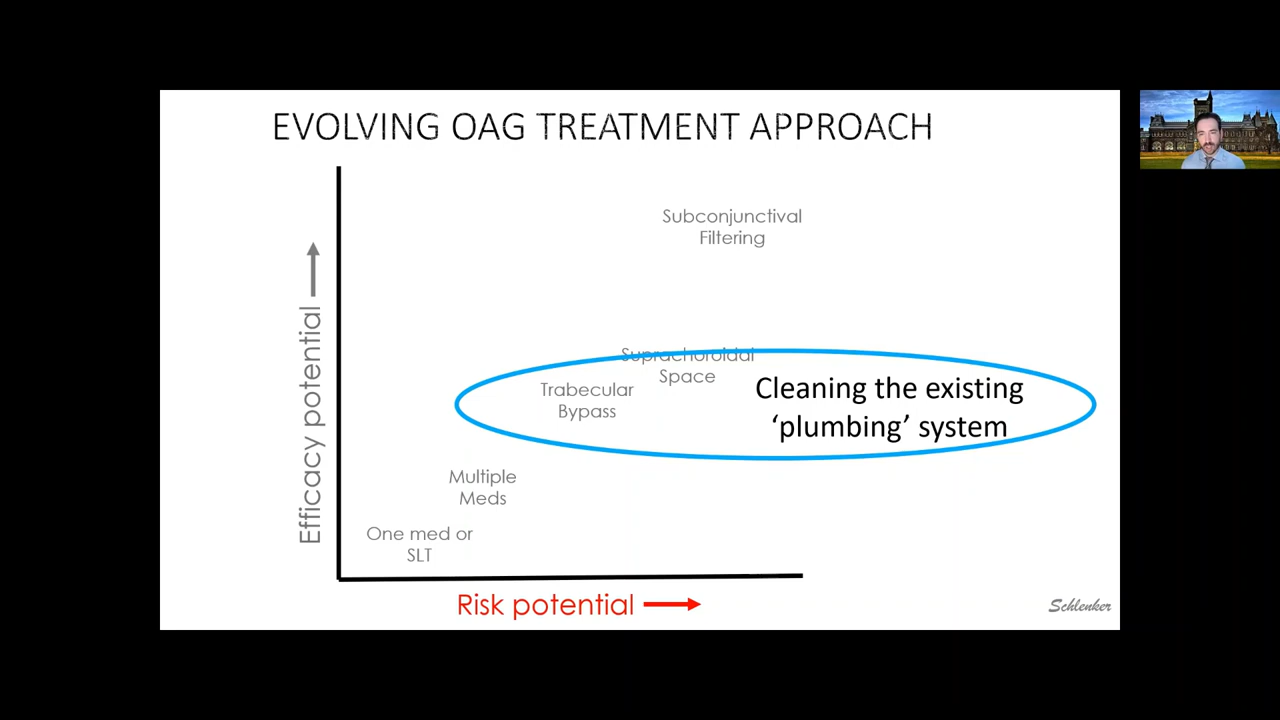 EVOLVING OAG TREATMENT APPROACH
Subconjunctival
Filtering
Suprachoroidal
Space
Trabecular
Bypass
Cleaning the existing
‘plumbing’ system
Multiple
Meds
One med or
SLT
Efficacy potential
Risk potential
Schlenker